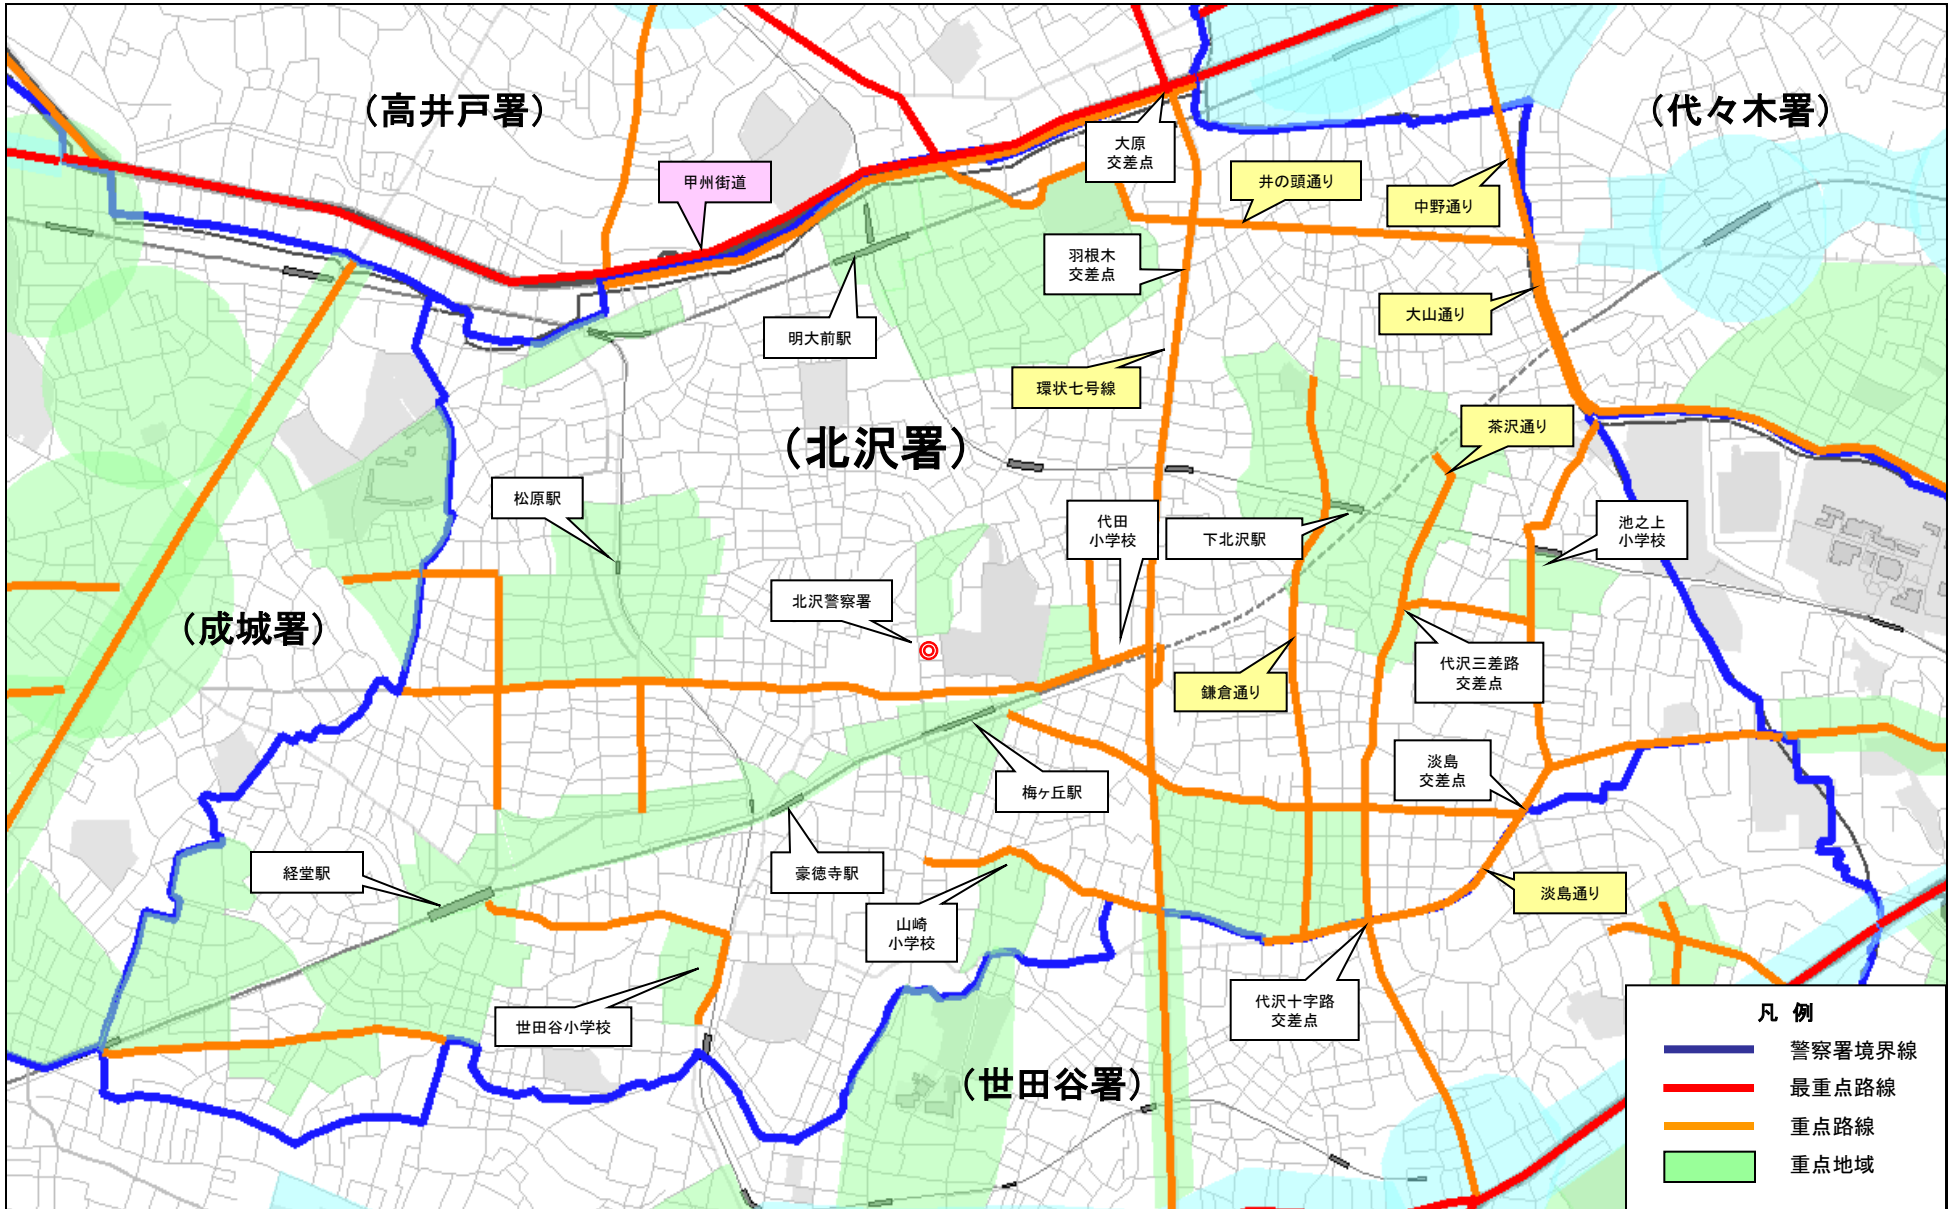 （高井戸署）
（代々木署）
大原
交差点
甲州街道
井の頭通り
中野通り
羽根木
交差点
明大前駅
大山通り
環状七号線
茶沢通り
（北沢署）
松原駅
代田
小学校
下北沢駅
池之上
小学校
北沢警察署
（成城署）
代沢三差路
交差点
鎌倉通り
淡島
交差点
梅ヶ丘駅
経堂駅
豪徳寺駅
淡島通り
山崎
小学校
世田谷小学校
代沢十字路
交差点
（世田谷署）
凡 例
警察署境界線
最重点路線
重点路線
重点地域